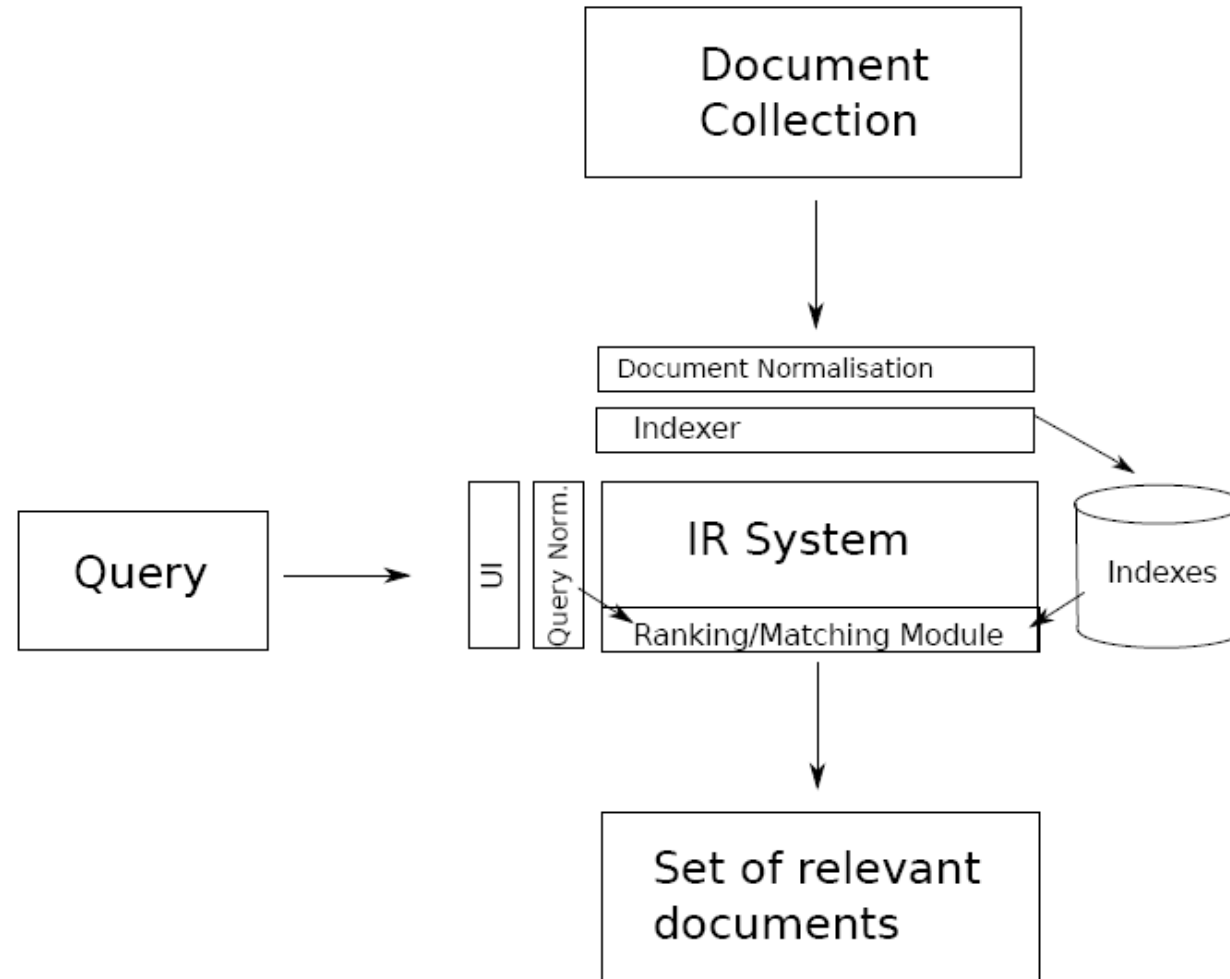 Document
Collection
Document Normalisation
Indexer
Query
UI
Query Norm.
IR System
Indexes
Ranking/Matching Module
Set of relevant
documents